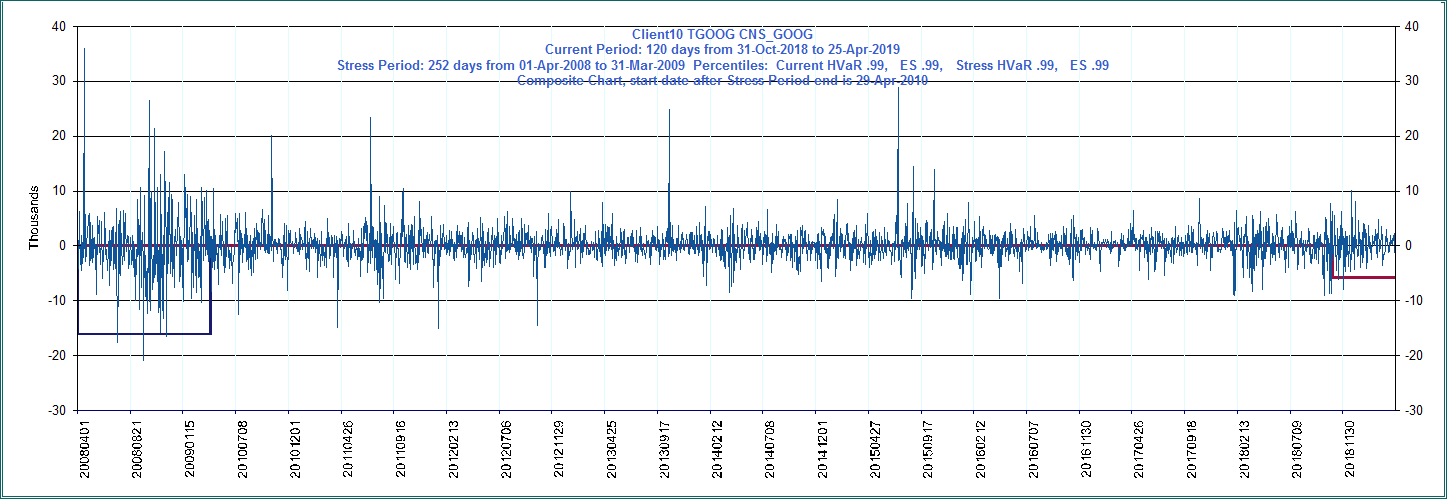 Client10 TGOOG CNS_GOOG
Current Period: 120 days from 31-Oct-2018 to 25-Apr-2019
Stress Period: 252 days from 01-Apr-2008 to 31-Mar-2009 Percentiles: Current HVaR .99, ES .99, Stress HVaR .99, ES .99
Composite Chart, start date after Stress Period end is 29-Apr-2010
40 40
30 30
20 20
10 10
0 0
-10 -10
-20 -20
-30 -30
Thousands
20080401 20080821 20090115 20100708 20101201 20110426 20110916 20120213 20120706 20121129 20130425 20130917 20140212 20140708 20141201 20150427 20150917 20160212 20160707 20161130 20170426 20170918 20180213 20180709 20181130